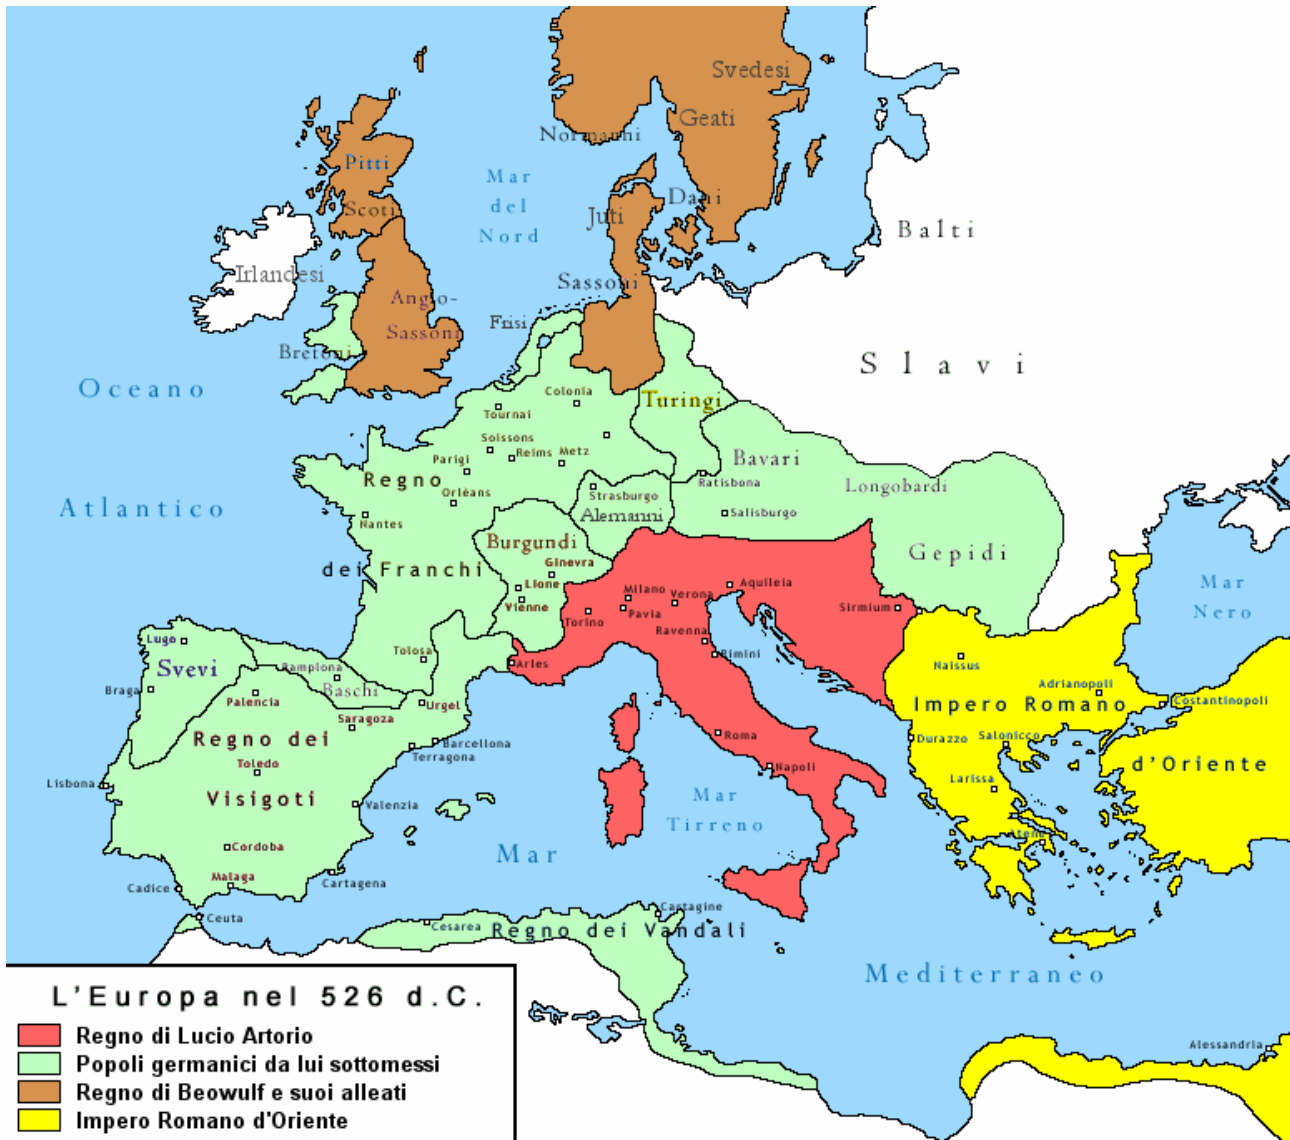 Svedesi
Geati
Normanni
Pitti
Mar
del
Nord
Dani
Scoti
Juti
Balti
Irlandesi
Sassoni
Anglo-
Sassoni
Frisi
Bretoni
Slavi
Oceano
Colonia
Turingi
Tournai
Soissons
Reims
Metz
Parigi
Bavari
Regno
Ratisbona
Longobardi
Orlèans
Strasburgo
Atlantico
Nantes
Alemanni
Salisburgo
Burgundi
Gepidi
dei Franchi
Ginevra
Lione
Vienne
Milano
Verona
Aquileia
Mar
Nero
Pavia
Torino
Sirmium
Ravenna
Rimini
Lugo
Svevi
Tolosa
Arles
Naissus
Pamplona
Baschi
Braga
Palencia
Urgel
Adrianopoli
Costantinopoli
Impero Romano
Saragoza
Regno dei
Barcellona
Terragona
Roma
Durazzo
Salonicco
Toledo
Napoli
d'Oriente
Lisbona
Larissa
Visigoti
Valenzia
Mar
Tirreno
Atene
Cordoba
Mar
Malaga
Cartagena
Cadice
Ceuta
Cesarea
Castagine
Regno dei Vandali
Mediterraneo
Alessandria
L'Europa nel 526 d.C.
Regno di Lucio Artorio
Popoli germanici da lui sottomessi
Regno di Beowulf e suoi alleati
Impero Romano d'Oriente